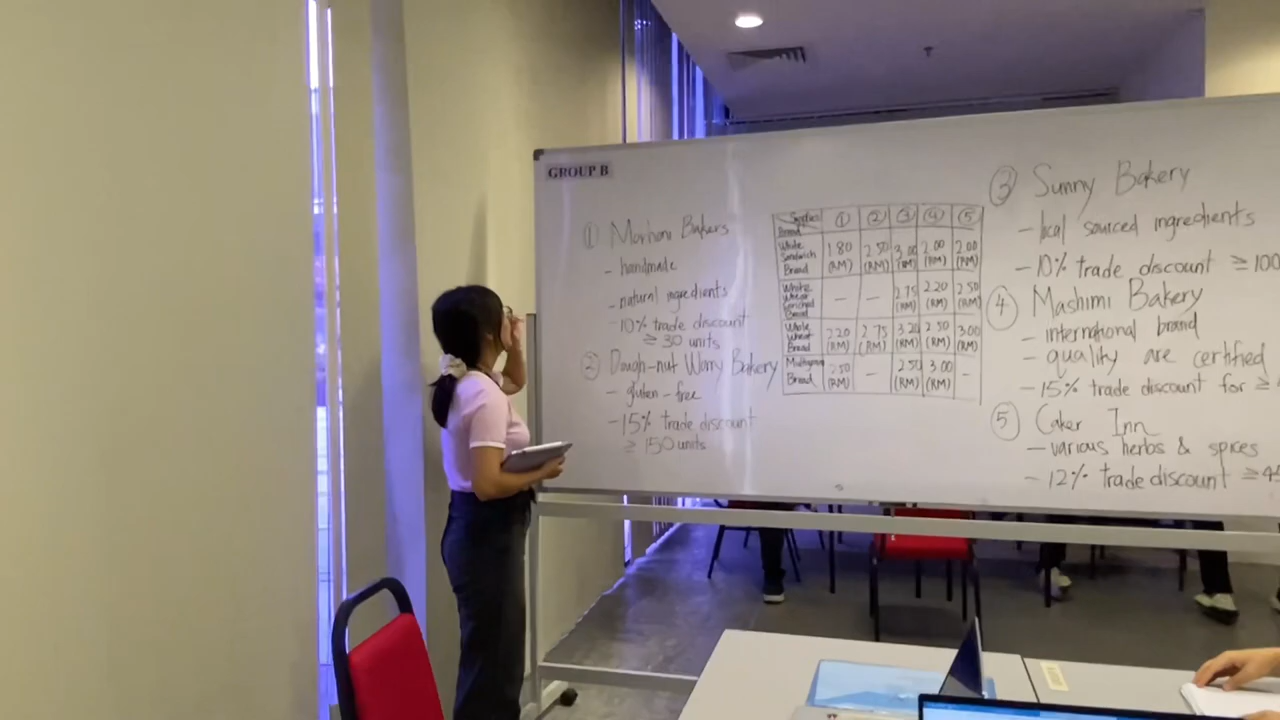 GROUP B
① Morhoni Bakers
- handmade
- natural ingredients
- 10% trade discount
≥ 30 units
② Dough-nut Worry Bakery
- gluten-free
- 15% trade discount
≥ 150 units
Supplier ① ② ③ ④ ⑤
Bread
White Sandwich Bread 1.80 (RM) 2.50 (RM) 3.00 (RM) 2.00 (RM) 2.00 (RM)
White Wheat Enriched Bread – – 2.75 (RM) 2.20 (RM) 2.50 (RM)
Whole Wheat Bread 2.20 (RM) 2.75 (RM) 3.20 (RM) 2.50 (RM) 3.00 (RM)
Multigrain Bread 2.50 (RM) – 2.50 (RM) 3.00 (RM) –
③ Sunny Bakery
- local sourced ingredients
- 10% trade discount ≥ 100
④ Mashimi Bakery
- international brand
- quality are certified
- 15% trade discount for ≥
⑤ Caker Inn
- various herbs & spices
- 12% trade discount ≥